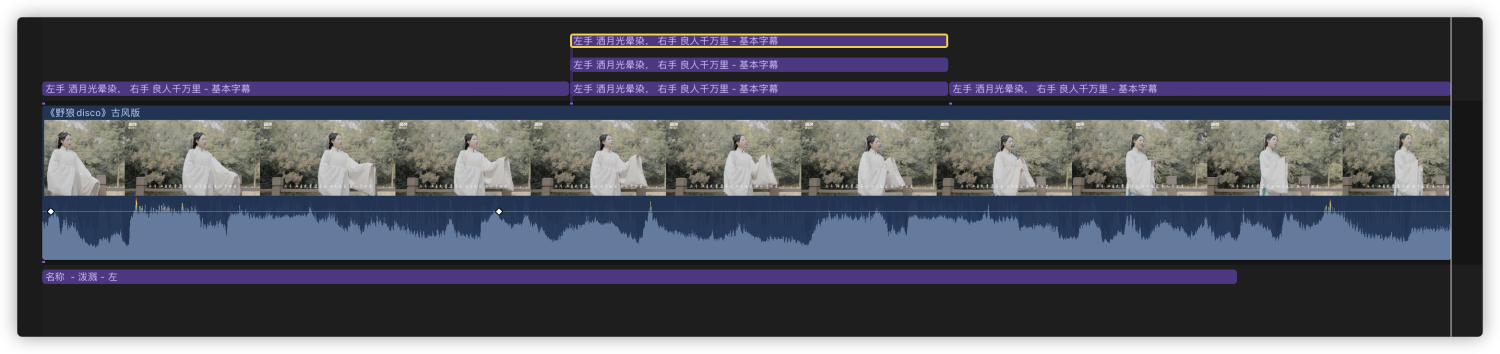 左手 洒月光晕染， 右手 良人千万里 - 基本字幕
左手 洒月光晕染， 右手 良人千万里 - 基本字幕
左手 洒月光晕染， 右手 良人千万里 - 基本字幕
左手 洒月光晕染， 右手 良人千万里 - 基本字幕
左手 洒月光晕染， 右手 良人千万里 - 基本字幕
《野狼disco》古风版
名称 - 泼溅 - 左